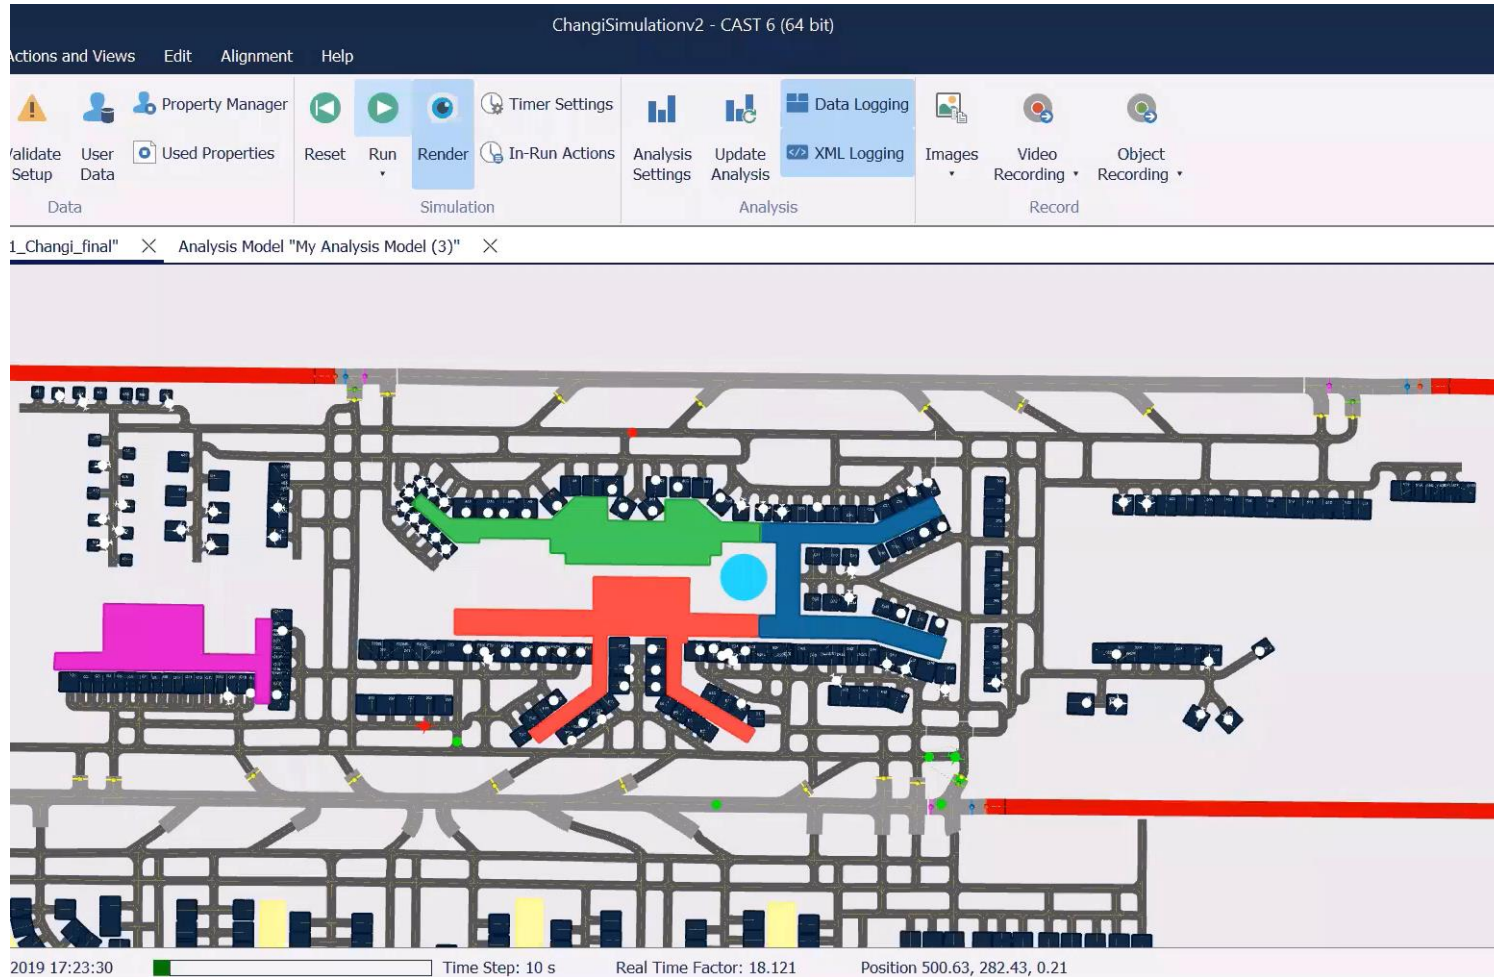 ChangiSimulationv2 - CAST 6 (64 bit)
Actions and Views Edit Alignment Help
Validate Setup
User Data
Property Manager
Used Properties
Data
Reset
Run
Render
Timer Settings
In-Run Actions
Simulation
Analysis Settings
Update Analysis
Data Logging
XML Logging
Analysis
Images
Video Recording
Object Recording
Record
1_Changi_final"
Analysis Model "My Analysis Model (3)"
2019 17:23:30
Time Step: 10 s
Real Time Factor: 18.121
Position 500.63, 282.43, 0.21